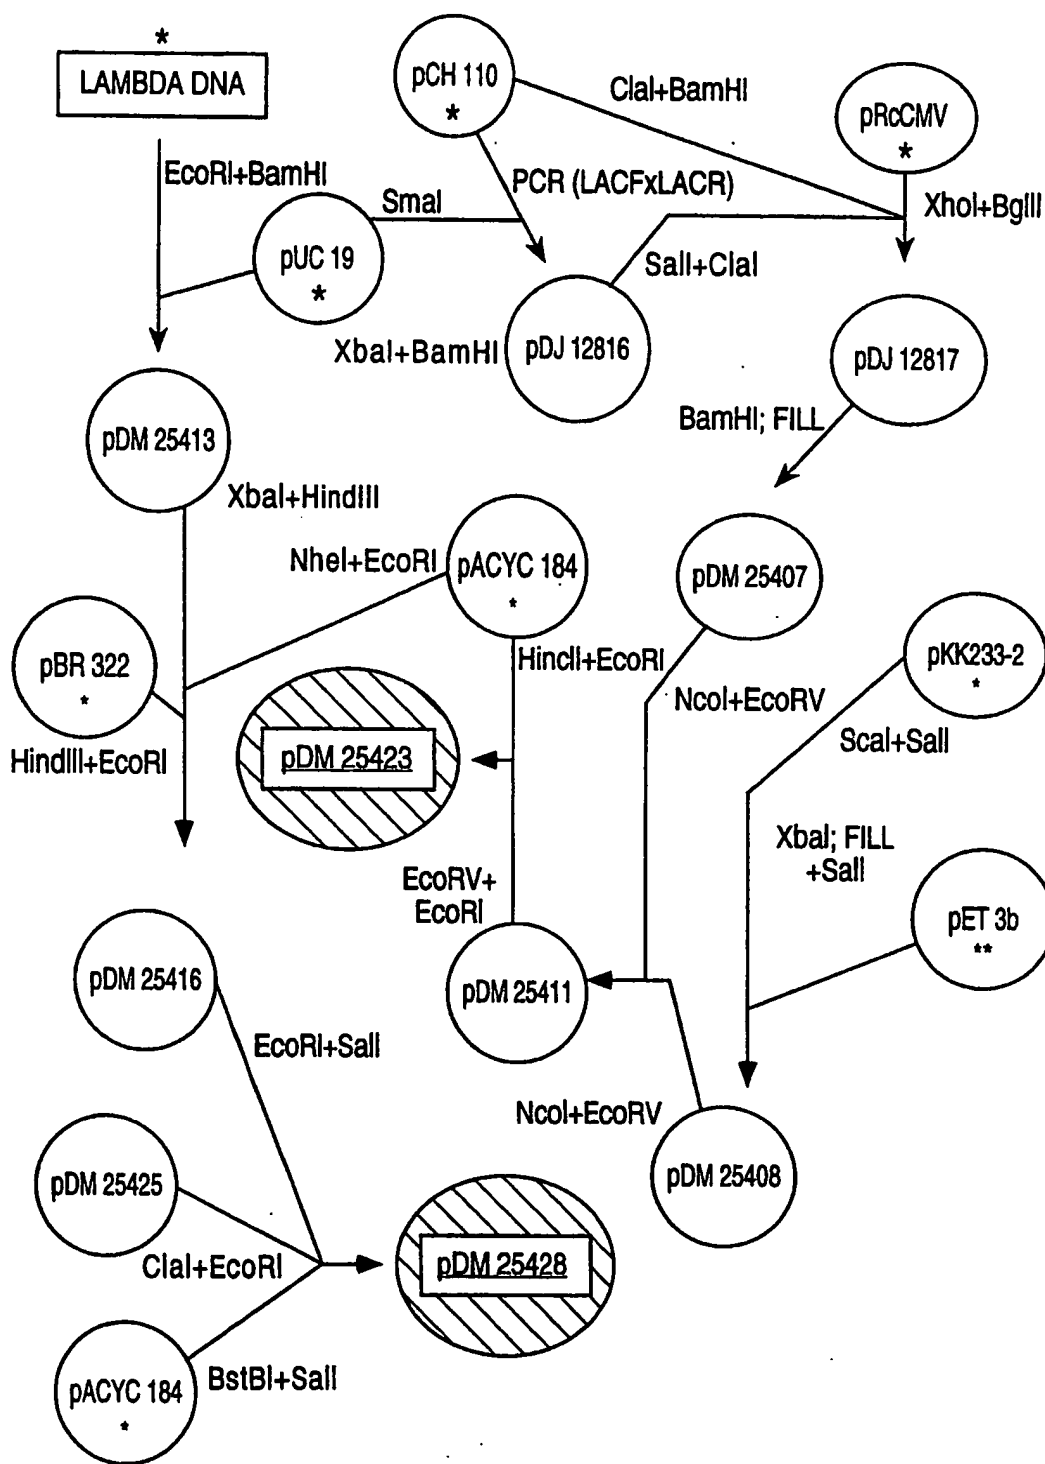 *
LAMBDA DNA
pCH 110
*
ClaI+BamHI
pRcCMV
*
EcoRI+BamHI
SmaI
PCR (LACFxLACR)
XhoI+BglII
pUC 19
*
SalI+ClaI
XbaI+BamHI
pDJ 12816
pDJ 12817
BamHI; FILL
pDM 25413
XbaI+HindIII
NheI+EcoRI
pACYC 184
*
pDM 25407
pBR 322
*
HincII+EcoRI
pKK233-2
*
NcoI+EcoRV
HindIII+EcoRI
pDM 25423
ScaI+SalI
XbaI; FILL
+SalI
EcoRV+
EcoRI
pET 3b
**
pDM 25416
pDM 25411
EcoRI+SalI
NcoI+EcoRV
pDM 25408
pDM 25425
ClaI+EcoRI
pDM 25428
BstBI+SalI
pACYC 184
*